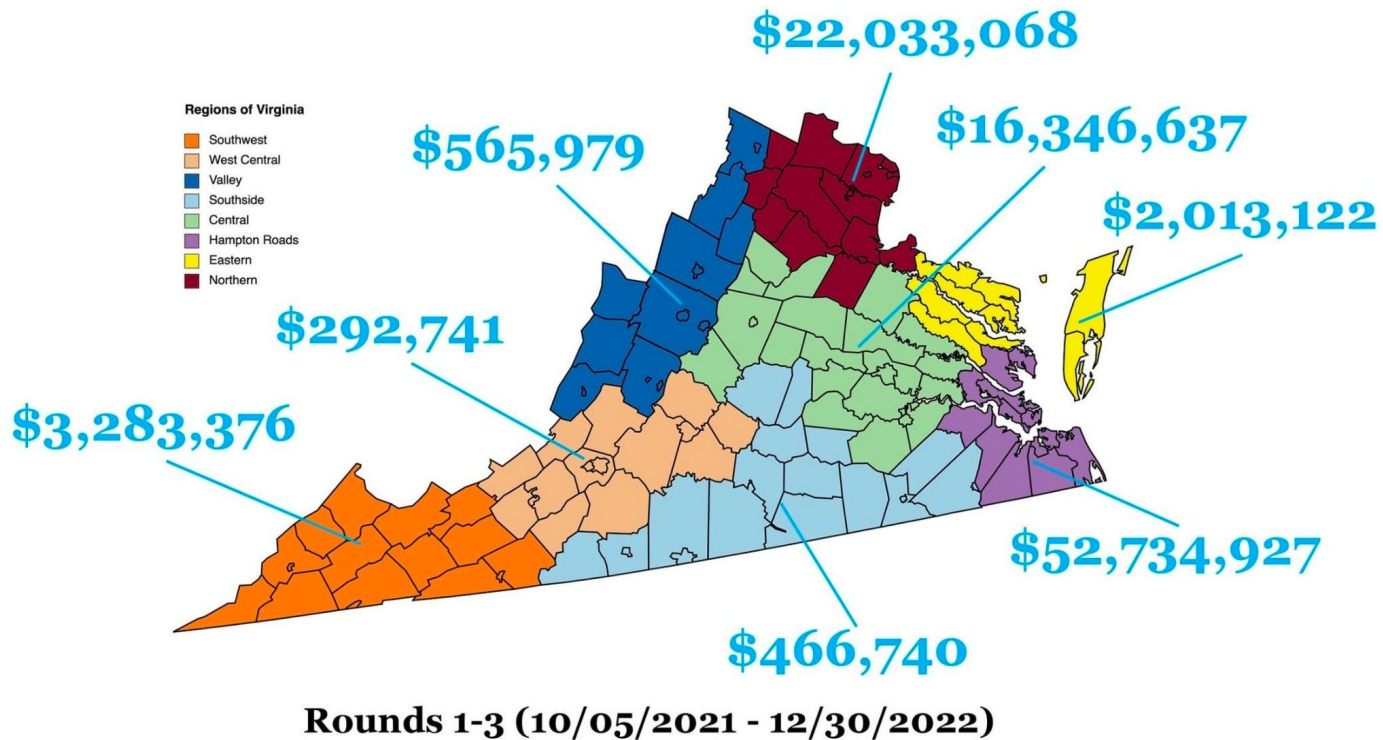 $22,033,068
Regions of Virginia
Southwest
West Central
Valley
Southside
Central
Hampton Roads
Eastern
Northern
$565,979
$16,346,637
$2,013,122
$292,741
$3,283,376
$52,734,927
$466,740
Rounds 1-3 (10/05/2021 - 12/30/2022)